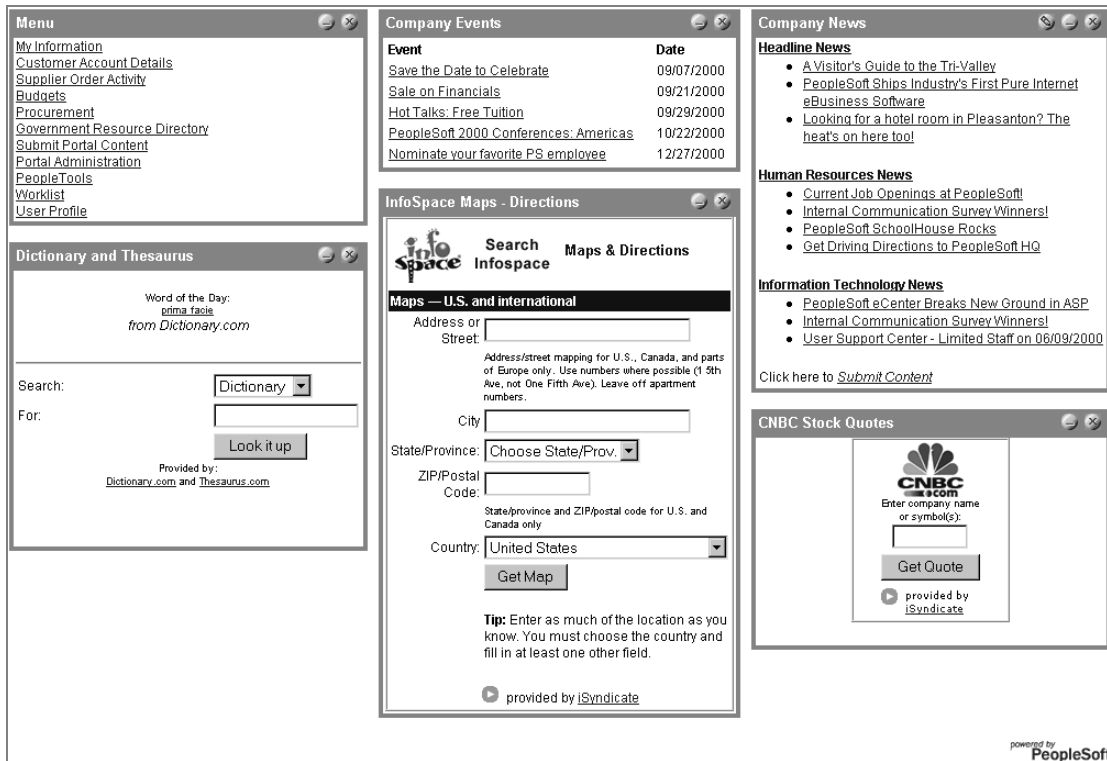 Menu
My Information
Customer Account Details
Supplier Order Activity
Budgets
Procurement
Government Resource Directory
Submit Portal Content
Portal Administration
PeopleTools
Worklist
User Profile
Dictionary and Thesaurus
Word of the Day:
prima facie
from Dictionary.com
Search: Dictionary
For:
Look it up
Provided by:
Dictionary.com and Thesaurus.com
Company Events
Event Date
Save the Date to Celebrate 09/07/2000
Sale on Financials 09/21/2000
Hot Talks: Free Tuition 09/29/2000
PeopleSoft 2000 Conferences: Americas 10/22/2000
Nominate your favorite PS employee 12/27/2000
InfoSpace Maps - Directions
info space
Search
Infospace
Maps & Directions
Maps — U.S. and international
Address or
Street:
Address/street mapping for U.S., Canada, and parts
of Europe only. Use numbers where possible (1 5th
Ave, not One Fifth Ave). Leave off apartment
numbers.
City
State/Province: Choose State/Prov.
ZIP/Postal
Code:
State/province and ZIP/postal code for U.S. and
Canada only
Country: United States
Get Map
Tip: Enter as much of the location as you
know. You must choose the country and
fill in at least one other field.
provided by iSyndicate
Company News
Headline News
A Visitor's Guide to the Tri-Valley
PeopleSoft Ships Industry's First Pure Internet
eBusiness Software
Looking for a hotel room in Pleasanton? The
heat's on here too!
Human Resources News
Current Job Openings at PeopleSoft!
Internal Communication Survey Winners!
PeopleSoft SchoolHouse Rocks
Get Driving Directions to PeopleSoft HQ
Information Technology News
PeopleSoft eCenter Breaks New Ground in ASP
Internal Communication Survey Winners!
User Support Center - Limited Staff on 06/09/2000
Click here to Submit Content
CNBC Stock Quotes
CNBC
.com
Enter company name
or symbol(s):
Get Quote
provided by
iSyndicate
powered by
PeopleSoft